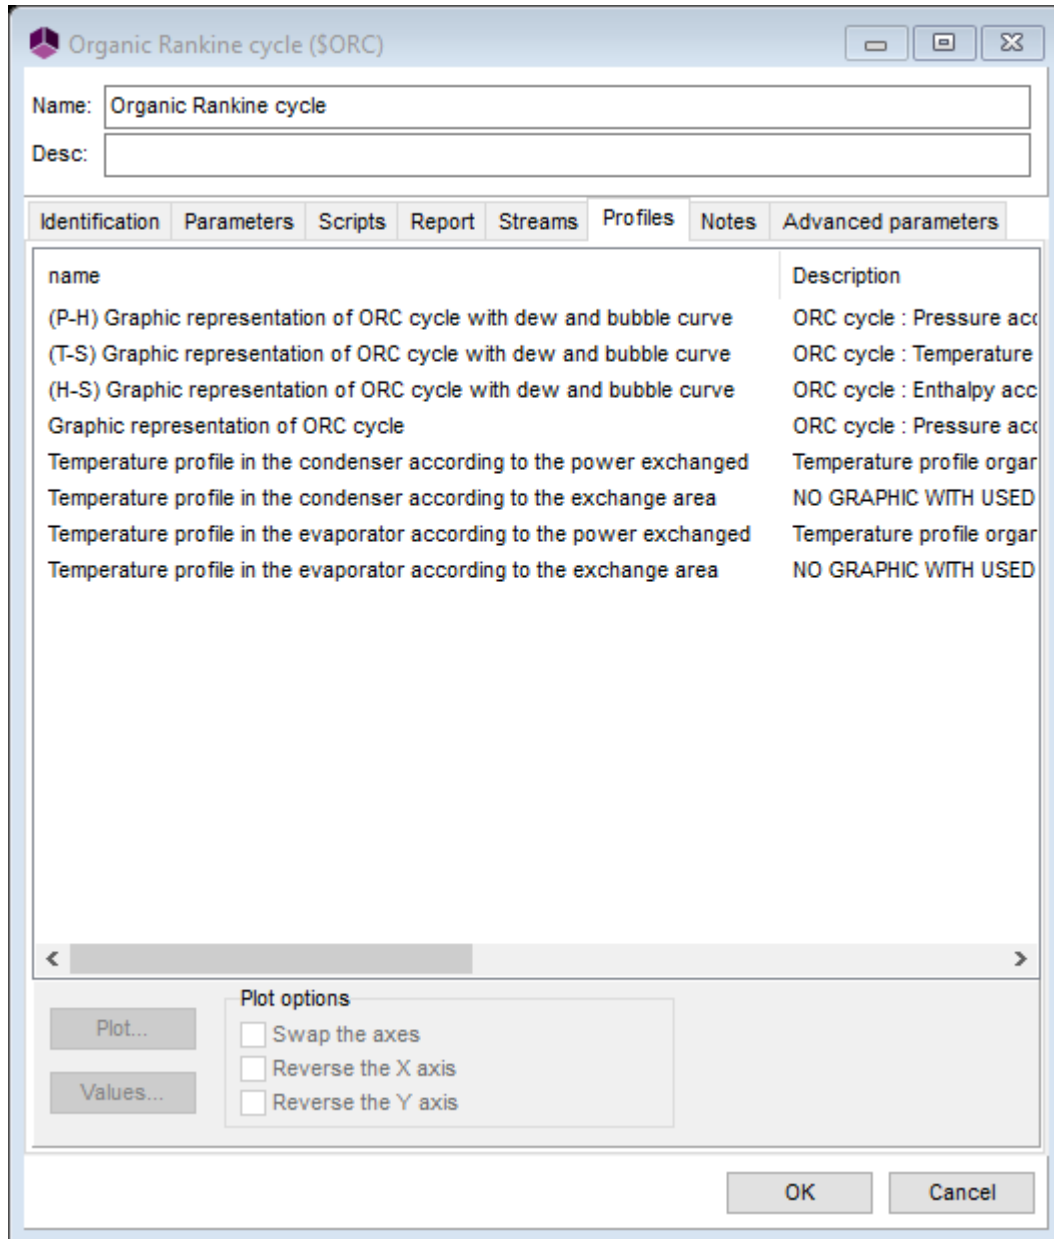 Organic Rankine cycle ($ORC)
Name: Organic Rankine cycle
Desc:
Identification Parameters Scripts Report Streams Profiles Notes Advanced parameters
name Description
(P-H) Graphic representation of ORC cycle with dew and bubble curve ORC cycle : Pressure acc
(T-S) Graphic representation of ORC cycle with dew and bubble curve ORC cycle : Temperature
(H-S) Graphic representation of ORC cycle with dew and bubble curve ORC cycle : Enthalpy acc
Graphic representation of ORC cycle ORC cycle : Pressure acc
Temperature profile in the condenser according to the power exchanged Temperature profile organ
Temperature profile in the condenser according to the exchange area NO GRAPHIC WITH USED
Temperature profile in the evaporator according to the power exchanged Temperature profile organ
Temperature profile in the evaporator according to the exchange area NO GRAPHIC WITH USED
Plot options
Plot... Swap the axes
Reverse the X axis
Values... Reverse the Y axis
OK Cancel